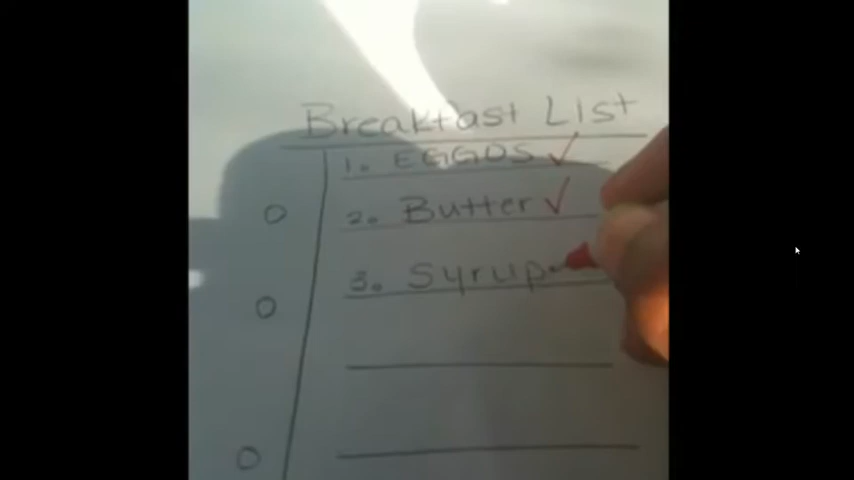 Breakfast List
1. EGGOS ✓
2. Butter ✓
3. Syrup